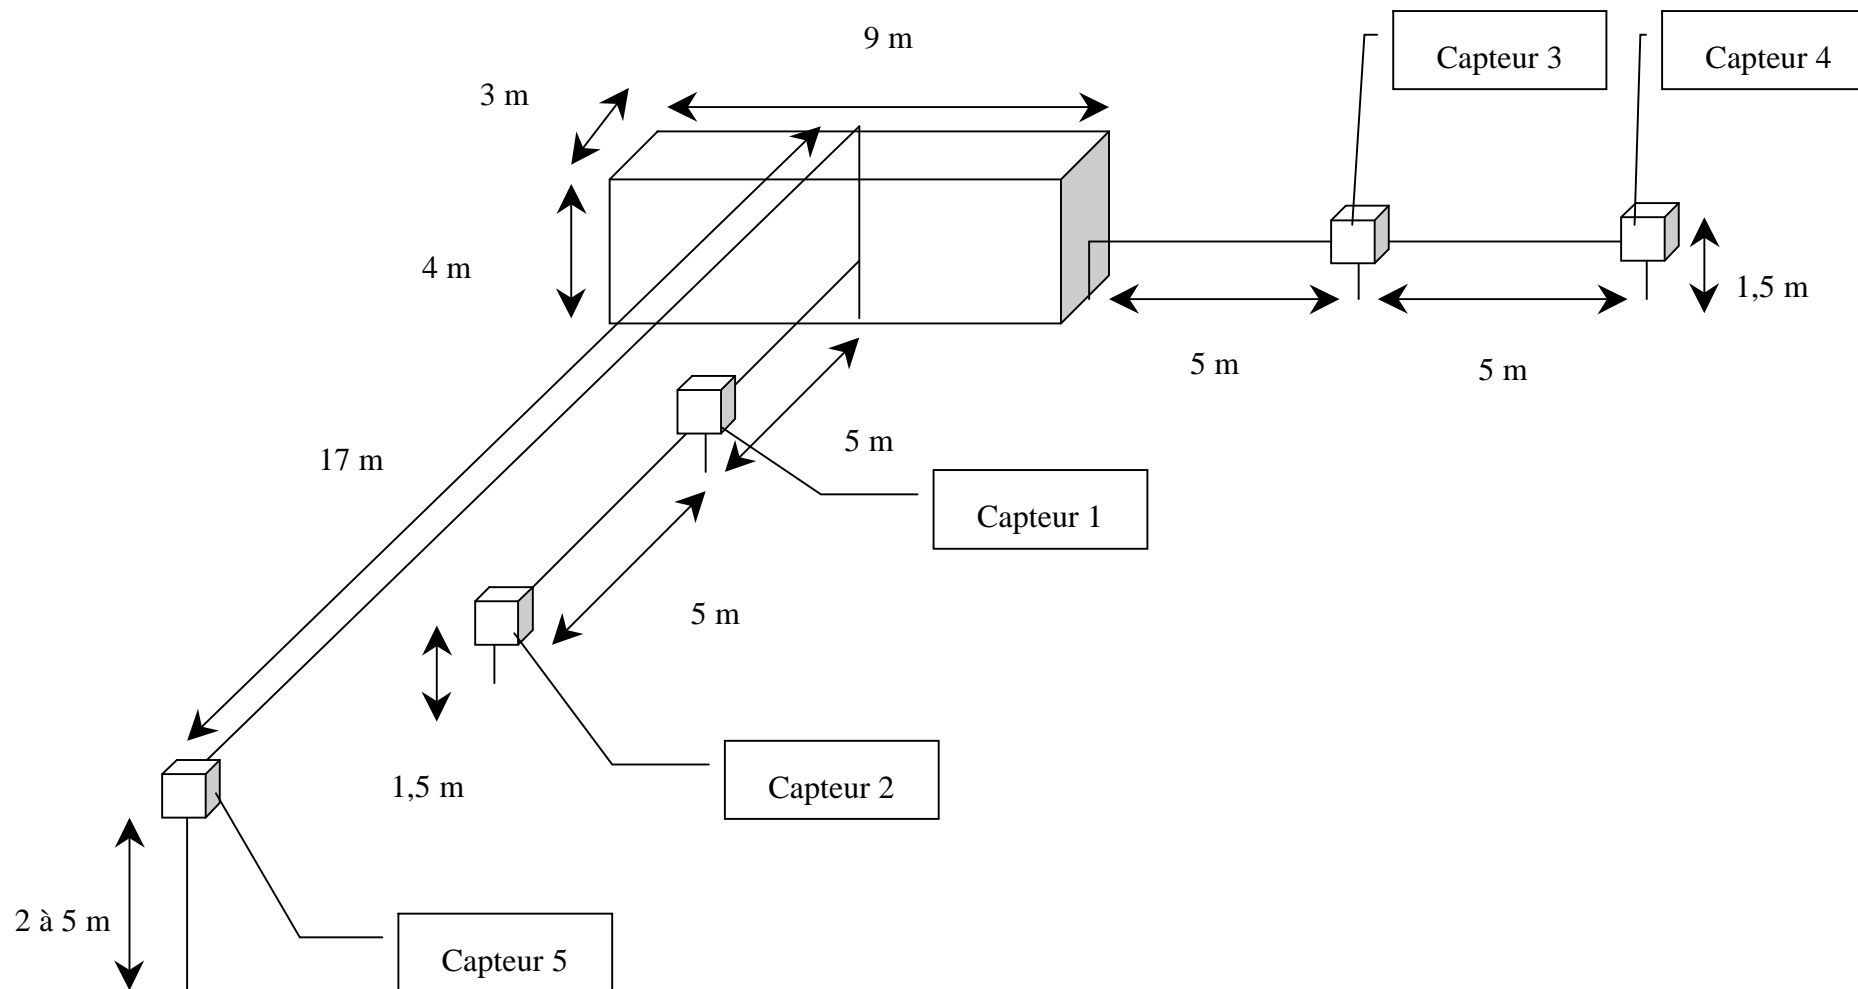 9 m
Capteur 3
Capteur 4
3 m
4 m
1,5 m
5 m
5 m
5 m
17 m
Capteur 1
5 m
1,5 m
Capteur 2
2 à 5 m
Capteur 5